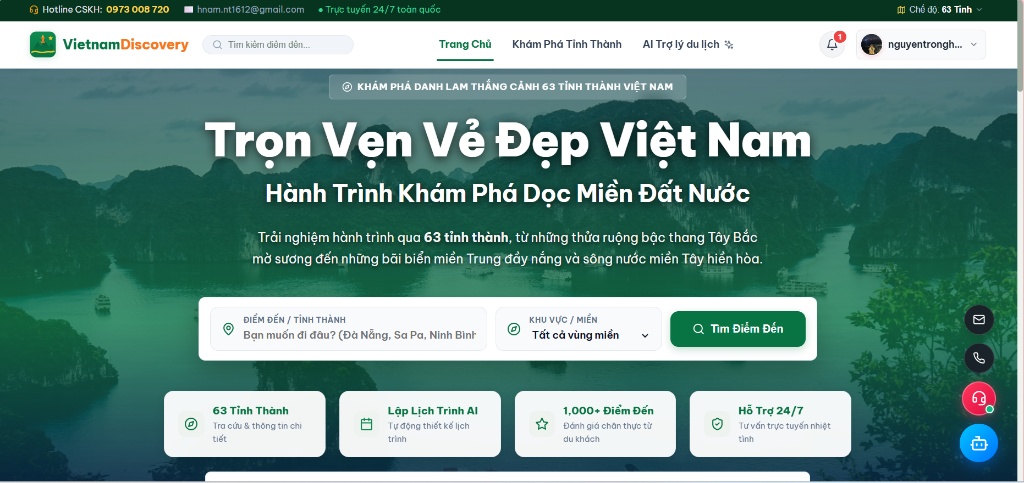 Hotline CSKH: 0973 008 720
hnam.nt1612@gmail.com
Trực tuyến 24/7 toàn quốc
Chế độ: 63 Tỉnh
VietnamDiscovery
Tìm kiếm điểm đến...
Trang Chủ
Khám Phá Tỉnh Thành
AI Trợ lý du lịch
1
nguyentrongh...
KHÁM PHÁ DANH LAM THẮNG CẢNH 63 TỈNH THÀNH VIỆT NAM
Trọn Vẹn Vẻ Đẹp Việt Nam
Hành Trình Khám Phá Dọc Miền Đất Nước
Trải nghiệm hành trình qua 63 tỉnh thành, từ những thửa ruộng bậc thang Tây Bắc
mờ sương đến những bãi biển miền Trung đầy nắng và sông nước miền Tây hiền hòa.
ĐIỂM ĐẾN / TỈNH THÀNH
Bạn muốn đi đâu? (Đà Nẵng, Sa Pa, Ninh Bình
KHU VỰC / MIỀN
Tất cả vùng miền
Tìm Điểm Đến
63 Tỉnh Thành
Tra cứu & thông tin chi
tiết
Lập Lịch Trình AI
Tự động thiết kế lịch
trình
1,000+ Điểm Đến
Đánh giá chân thực từ
du khách
Hỗ Trợ 24/7
Tư vấn trực tuyến nhiệt
tình